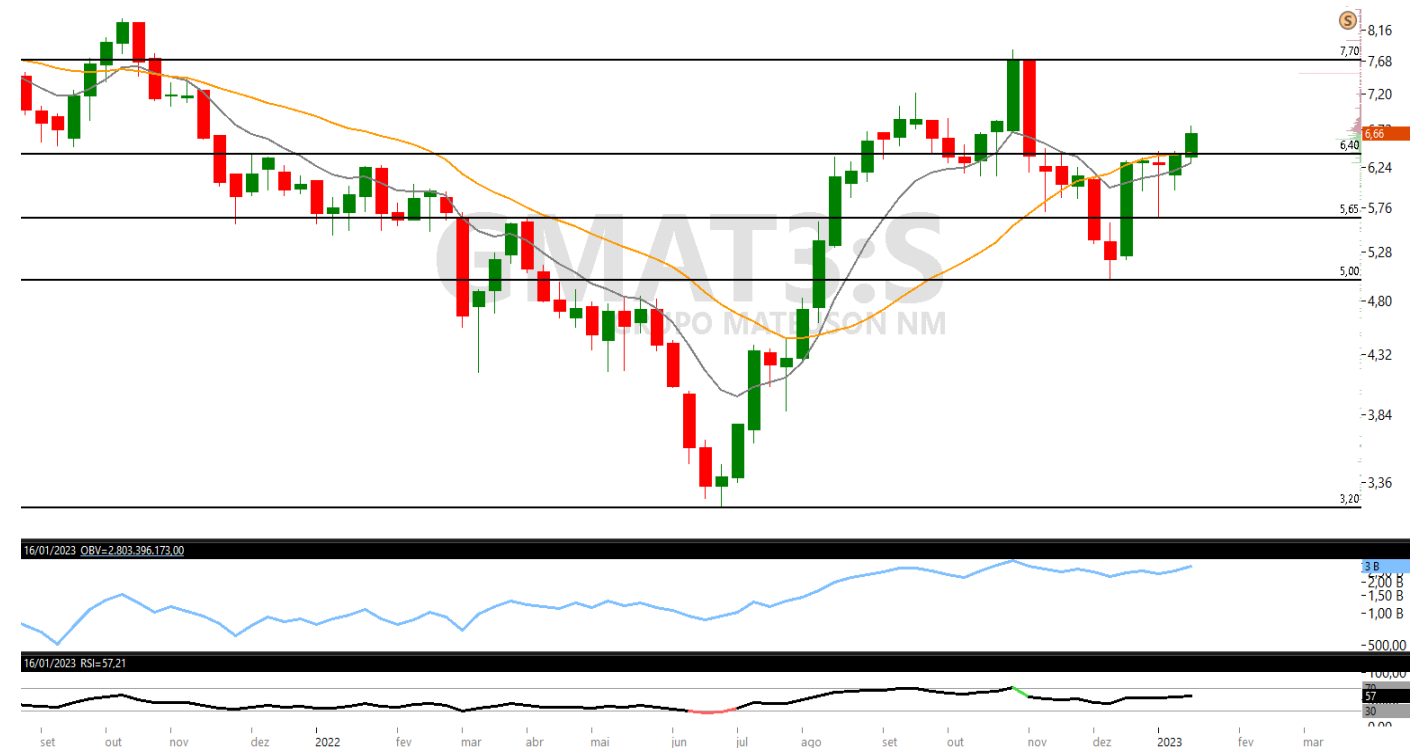 S
8,16
7,70
7,68
7,20
6,66
6,40
6,24
5,65
5,76
GMAT3:S
5,28
5,00
GRUPO MATEUSON NM
4,80
4,32
3,84
3,36
3,20
16/01/2023 OBV=2.803.396.173,00
3 B
2,00 B
1,50 B
1,00 B
500,00
16/01/2023 RSI=57,21
100,00
70
57
30
0,00
set out nov dez 2022 fev mar abr mai jun jul ago set out nov dez 2023 fev mar